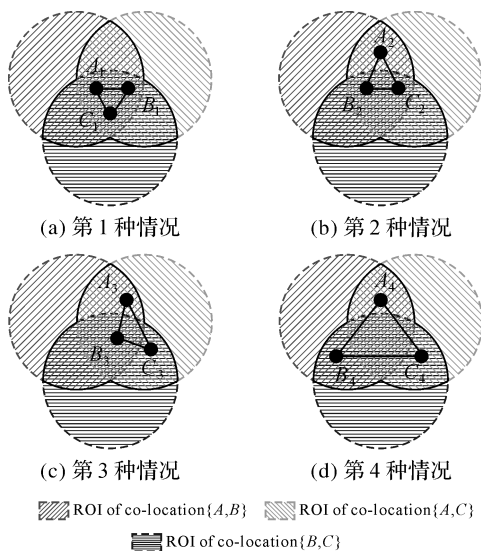 A₁ B₁
C₁
A₂
B₂ C₂
(a) 第1种情况 (b) 第2种情况
A₃
B₃ C₃
A₄
B₄ C₄
(c) 第3种情况 (d) 第4种情况
ROI of co-location{A,B} ROI of co-location{A,C}
ROI of co-location{B,C}